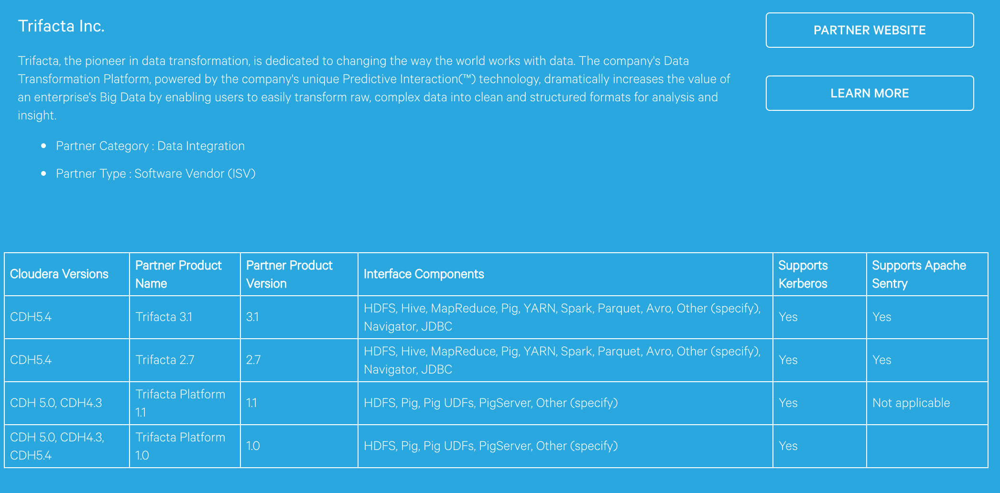 Trifacta Inc.
PARTNER WEBSITE
Trifacta, the pioneer in data transformation, is dedicated to changing the way the world works with data. The company's Data
Transformation Platform, powered by the company's unique Predictive Interaction(™) technology, dramatically increases the value of
an enterprise's Big Data by enabling users to easily transform raw, complex data into clean and structured formats for analysis and
insight.
LEARN MORE
• Partner Category : Data Integration
• Partner Type : Software Vendor (ISV)
Cloudera Versions
Partner Product
Name
Partner Product
Version
Interface Components
Supports
Kerberos
Supports Apache
Sentry
CDH5.4
Trifacta 3.1
3.1
HDFS, Hive, MapReduce, Pig, YARN, Spark, Parquet, Avro, Other (specify),
Navigator, JDBC
Yes
Yes
CDH5.4
Trifacta 2.7
2.7
HDFS, Hive, MapReduce, Pig, YARN, Spark, Parquet, Avro, Other (specify),
Navigator, JDBC
Yes
Yes
CDH 5.0, CDH4.3
Trifacta Platform
1.1
1.1
HDFS, Pig, Pig UDFs, PigServer, Other (specify)
Yes
Not applicable
CDH 5.0, CDH4.3,
CDH5.4
Trifacta Platform
1.0
1.0
HDFS, Pig, Pig UDFs, PigServer, Other (specify)
Yes